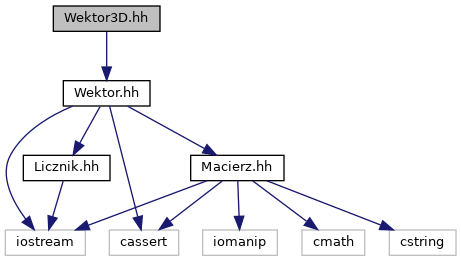 Wektor3D.hh
Wektor.hh
Licznik.hh
Macierz.hh
iostream
cassert
iomanip
cmath
cstring